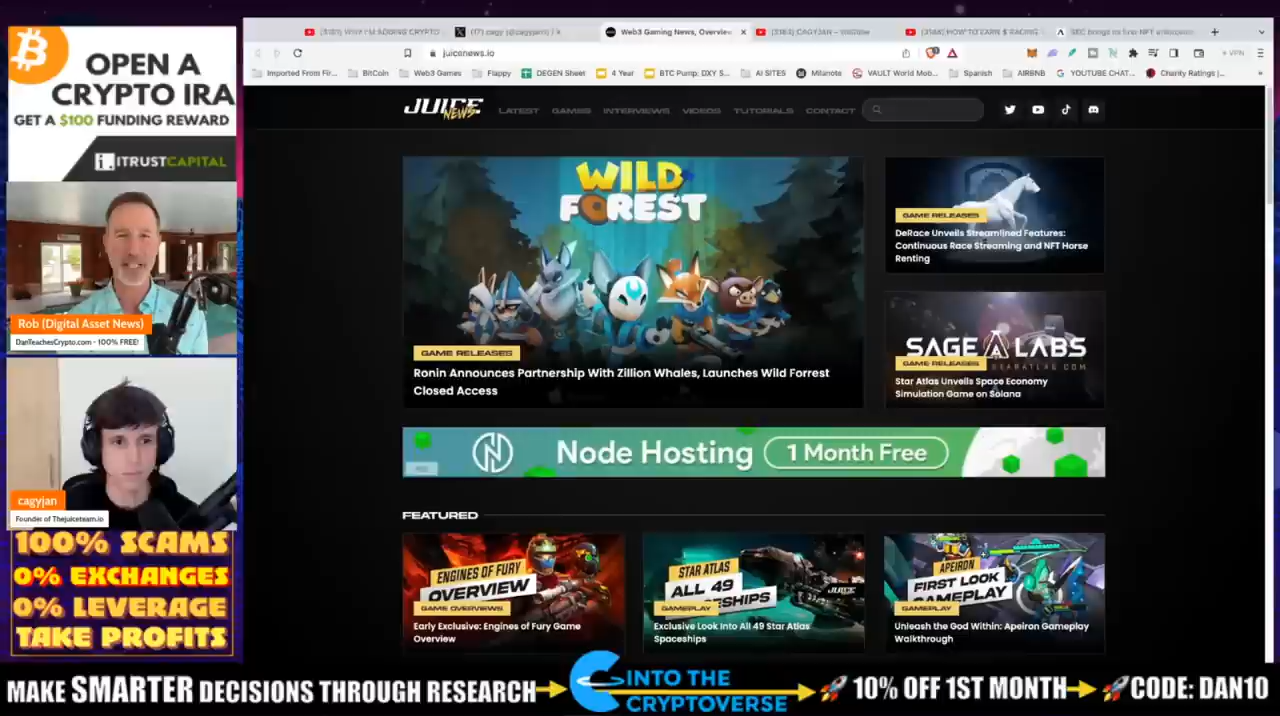 OPEN A
CRYPTO IRA
GET A $100 FUNDING REWARD
i. ITRUSTCAPITAL
Rob (Digital Asset News)
DanTeachesCrypto.com - 100% FREE!
cagyjan
Founder of Thejuiceteam.io
100% SCAMS
0% EXCHANGES
0% LEVERAGE
TAKE PROFITS
Web3 Gaming News, Overview
juicenews.io
VPN
Imported From Fir...
BitCoin
Web3 Games
Flappy
DEGEN Sheet
4 Year
BTC Pump: DXY S...
AI SITES
Milanote
VAULT World Mob...
Spanish
AIRBNB
YOUTUBE CHAT...
Charity Ratings |...
JUICE
NEWS
LATEST
GAMES
INTERVIEWS
VIDEOS
TUTORIALS
CONTACT
WILD
FOREST
GAME RELEASES
Ronin Announces Partnership With Zillion Whales, Launches Wild Forrest
Closed Access
GAME RELEASES
DeRace Unveils Streamlined Features:
Continuous Race Streaming and NFT Horse
Renting
SAGE LABS
GAME RELEASES
Star Atlas Unveils Space Economy
Simulation Game on Solana
Node Hosting
1 Month Free
FEATURED
ENGINES OF FURY
OVERVIEW
GAME OVERVIEWS
Early Exclusive: Engines of Fury Game
Overview
STAR ATLAS
ALL 49
JUICE
GAMEPLAY
Exclusive Look Into All 49 Star Atlas
Spaceships
APEIRON
FIRST LOOK
GAMEPLAY
GAMEPLAY
Unleash the God Within: Apeiron Gameplay
Walkthrough
MAKE SMARTER DECISIONS THROUGH RESEARCH
INTO THE
CRYPTOVERSE
10% OFF 1ST MONTH
CODE: DAN10